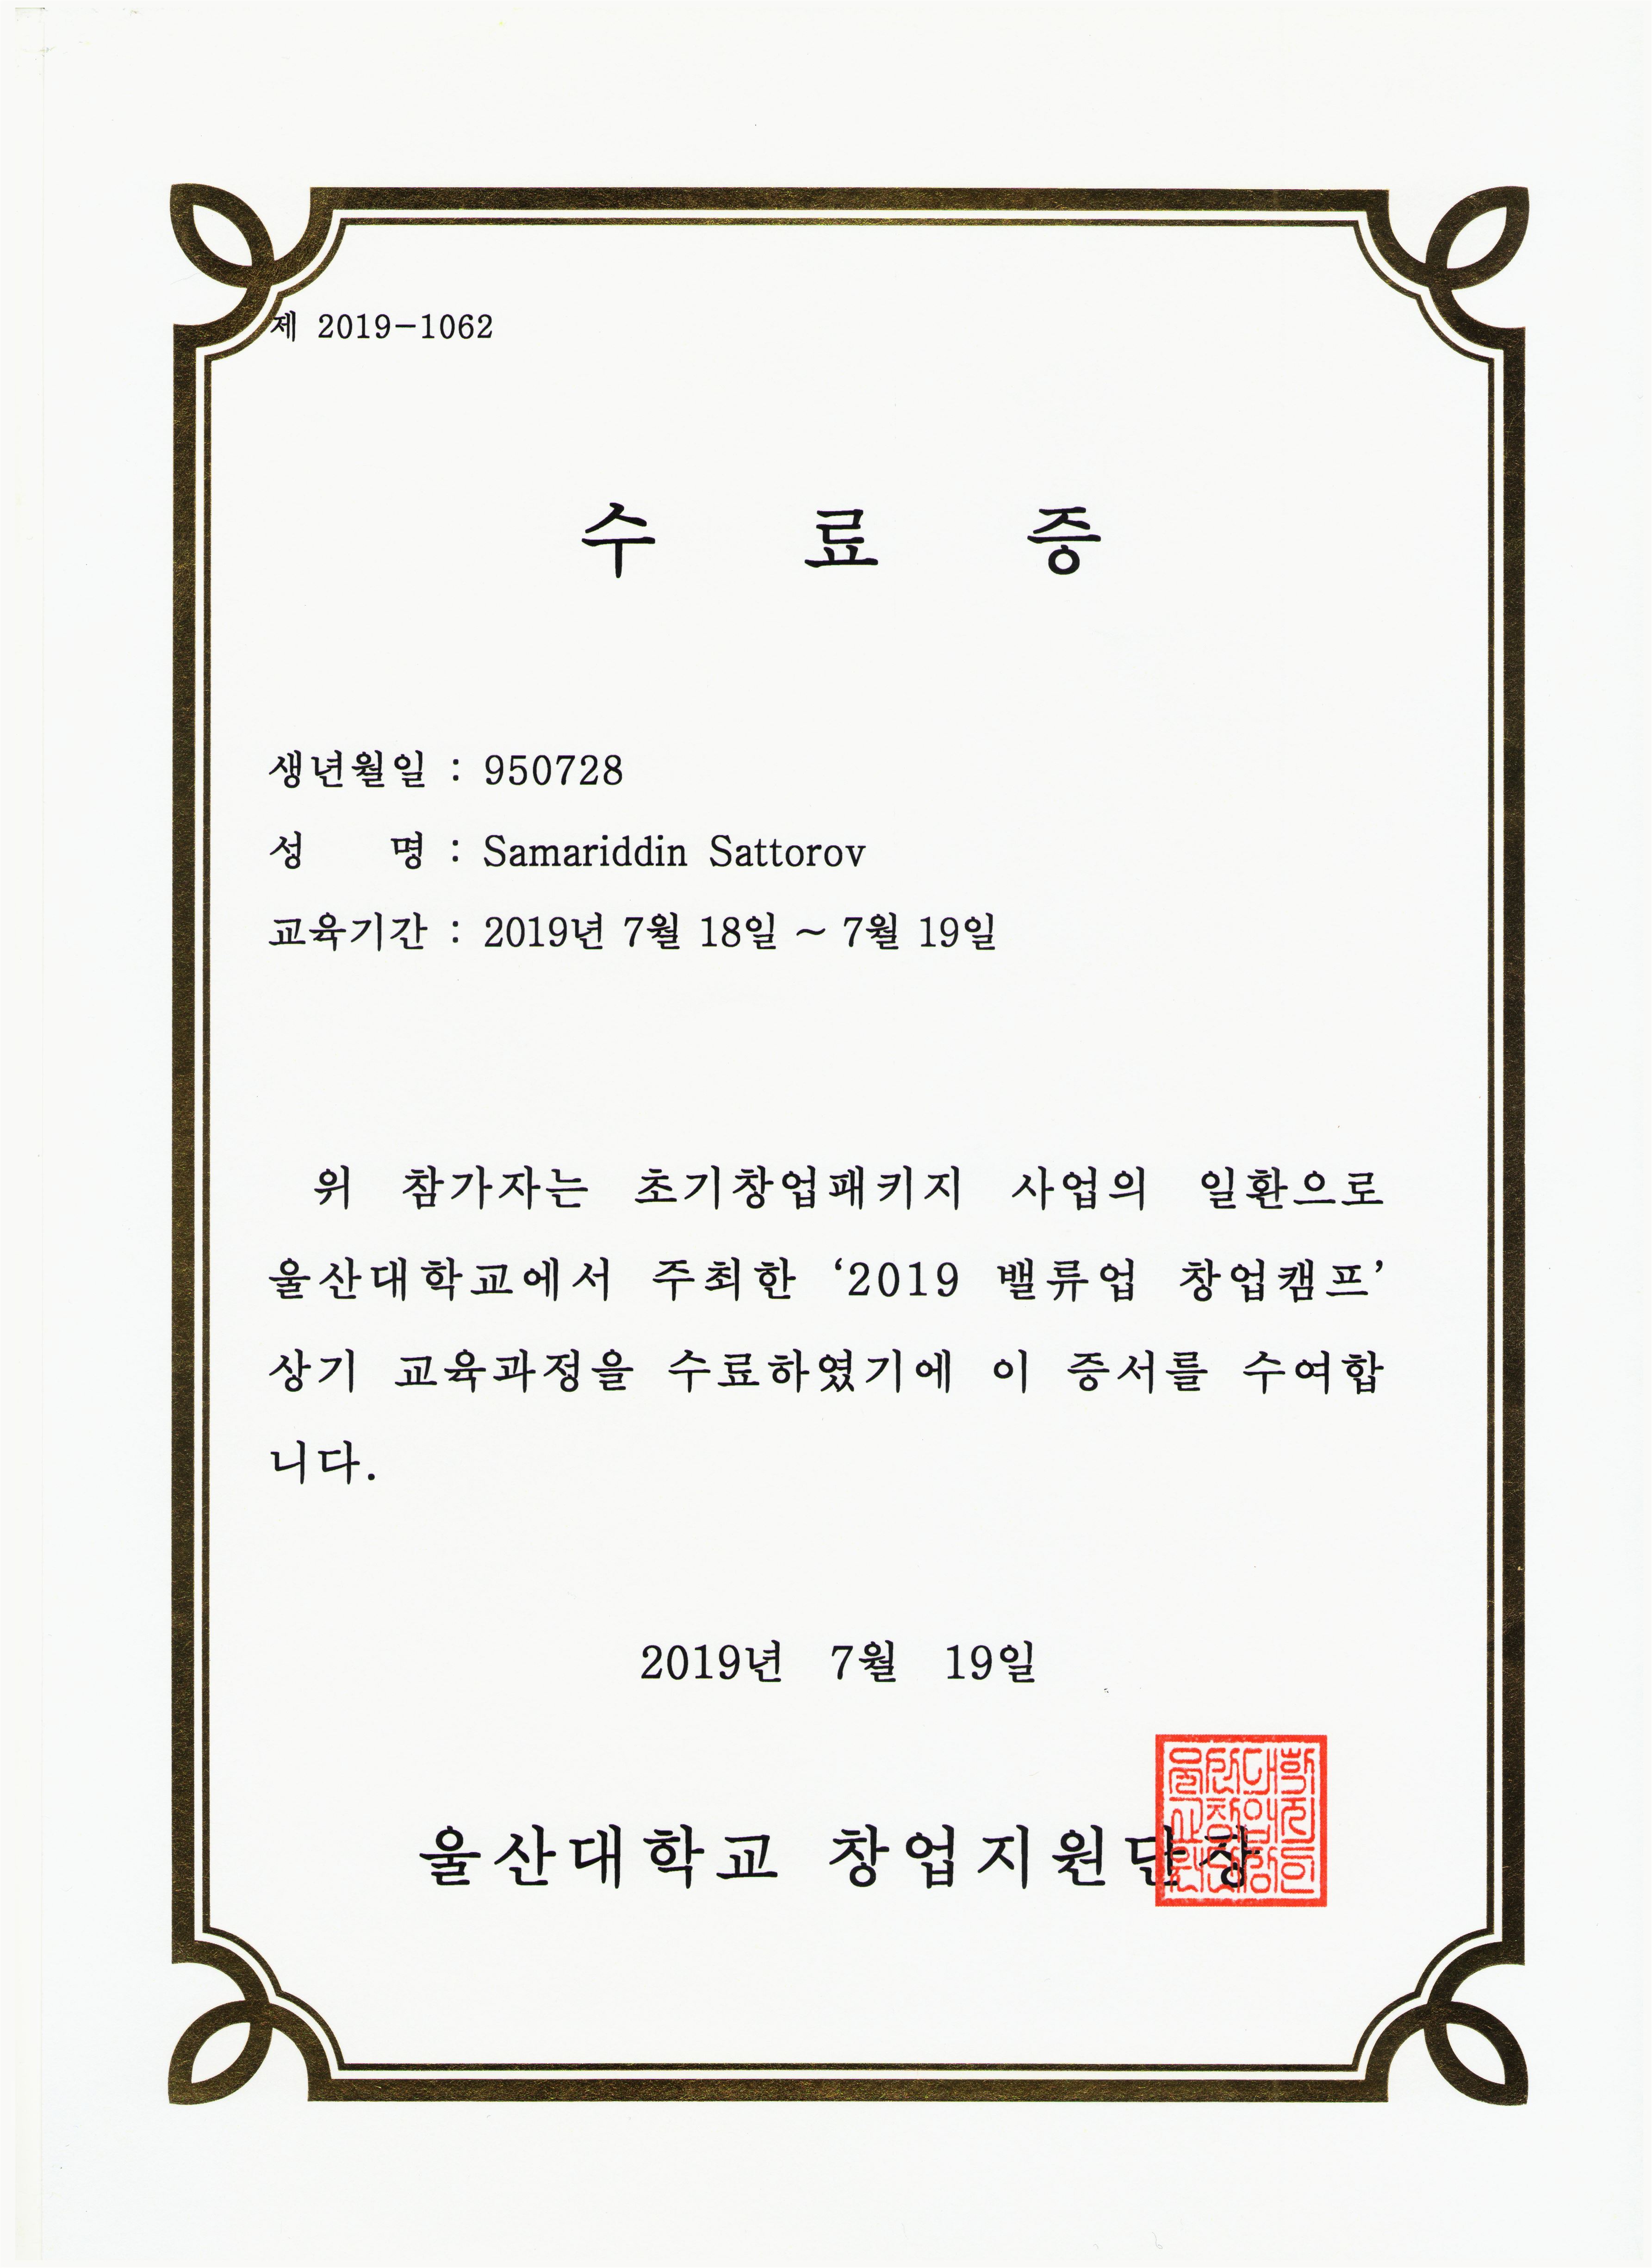 제 2019-1062
수 료 증
생년월일 : 950728
성 명 : Samariddin Sattorov
교육기간 : 2019년 7월 18일 ~ 7월 19일
위 참가자는 초기창업패키지 사업의 일환으로
울산대학교에서 주최한 ‘2019 밸류업 창업캠프’
상기 교육과정을 수료하였기에 이 증서를 수여합
니다.
2019년 7월 19일
울산대학교 창업지원단장
울산대학
교창업지
원단장인